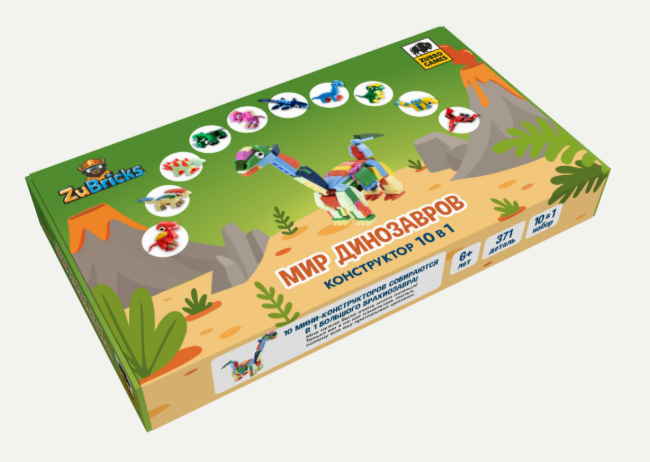 ZUBRO
GAMES
ZuBricks
МИР ДИНОЗАВРОВ
КОНСТРУКТОР 10 В 1
6+
лет
371
деталь
10 в 1
набор
10 МИНИ-КОНСТРУКТОРОВ СОБИРАЮТСЯ
В 1 БОЛЬШОГО БРАХИОЗАВРА!